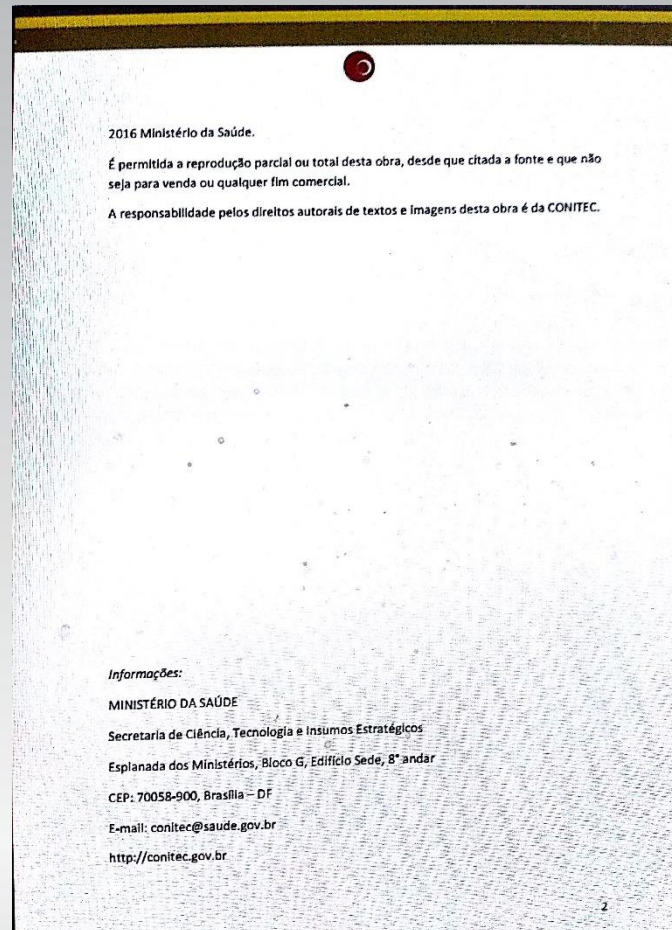 2016 Ministério da Saúde.
É permitida a reprodução parcial ou total desta obra, desde que citada a fonte e que não
seja para venda ou qualquer fim comercial.
A responsabilidade pelos direitos autorais de textos e imagens desta obra é da CONITEC.
Informações:
MINISTÉRIO DA SAÚDE
Secretaria de Ciência, Tecnologia e Insumos Estratégicos
Esplanada dos Ministérios, Bloco G, Edifício Sede, 8° andar
CEP: 70058-900, Brasília – DF
E-mail: conitec@saude.gov.br
http://conitec.gov.br
2